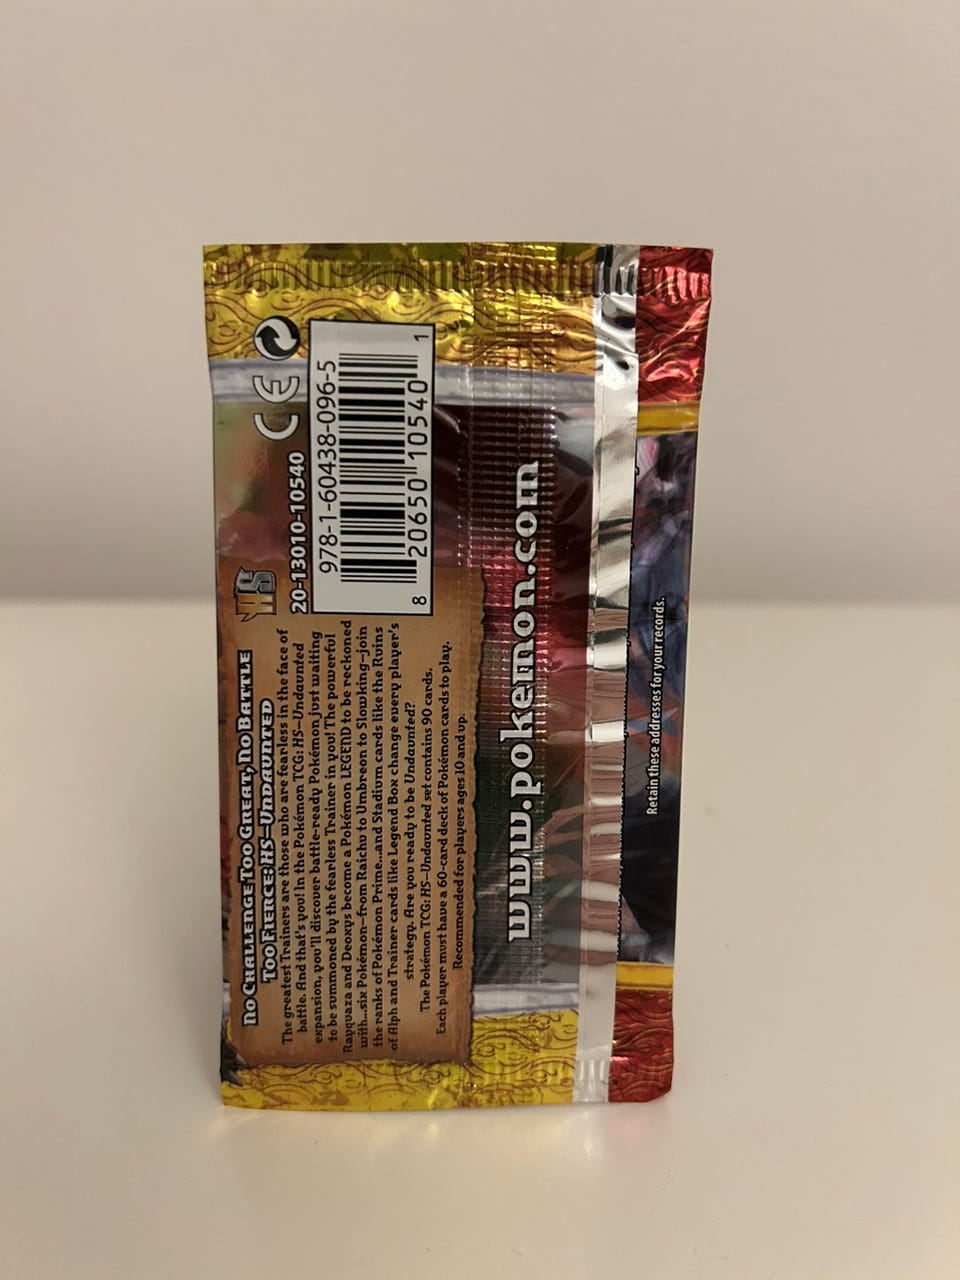 No Challenge Too Great, No Battle
Too Fierce: HS—Undaunted
The greatest Trainers are those who are fearless in the face of
battle. And that's you! In the Pokémon TCG: HS—Undaunted
expansion, you'll discover battle-ready Pokémon just waiting
to be summoned by the fearless Trainer in you! The powerful
Rayquaza and Deoxys become a Pokémon LEGEND to be reckoned
with...six Pokémon—from Raichu to Umbreon to Slowking—join
the ranks of Pokémon Prime...and Stadium cards like the Ruins
of Alph and Trainer cards like Legend Box change every player's
strategy. Are you ready to be Undaunted?
The Pokémon TCG: HS—Undaunted set contains 90 cards.
Each player must have a 60-card deck of Pokémon cards to play.
Recommended for players ages 10 and up.
HS
CE
20-13010-10540
978-1-60438-096-5
8 20650 10540 1
www.pokemon.com
Retain these addresses for your records.